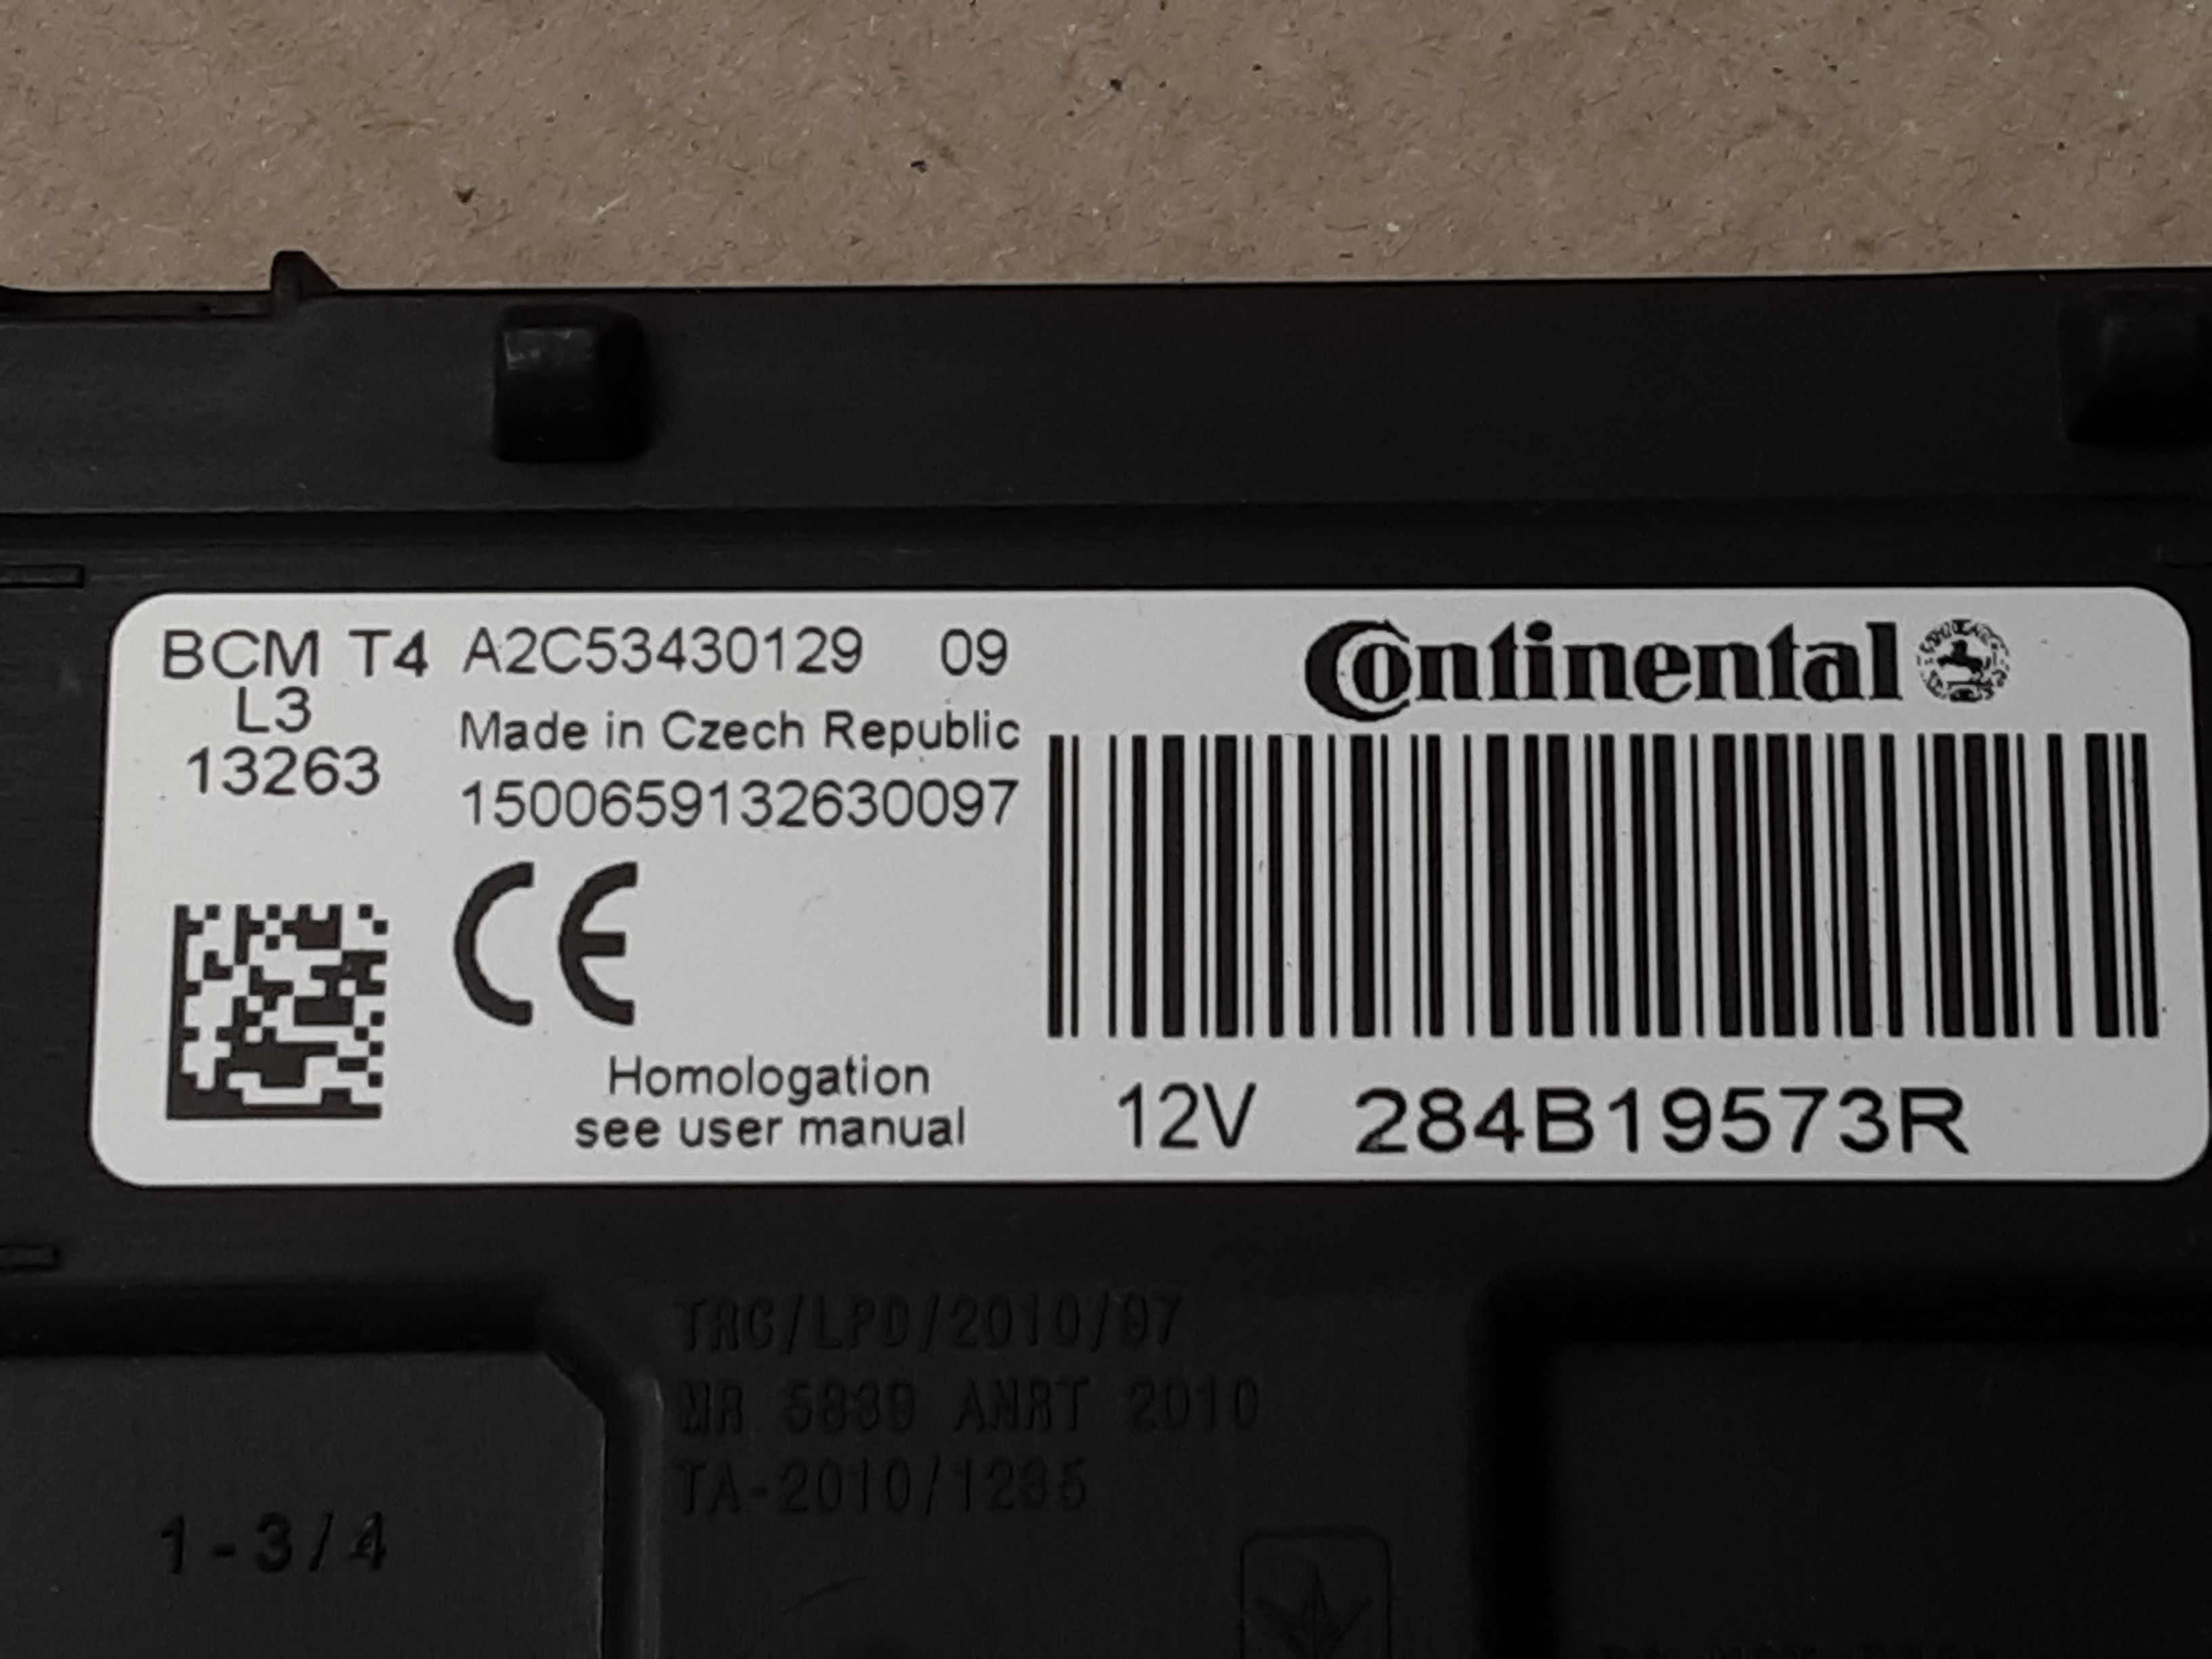 BCM T4 A2C53430129 09
L3
13263
Made in Czech Republic
1500659132630097
CE
Continental
Homologation
see user manual
12V 284B19573R
TRC/LPD/2010/97
MR 5839 ANRT 2010
TA-2010/1235
1-3/4